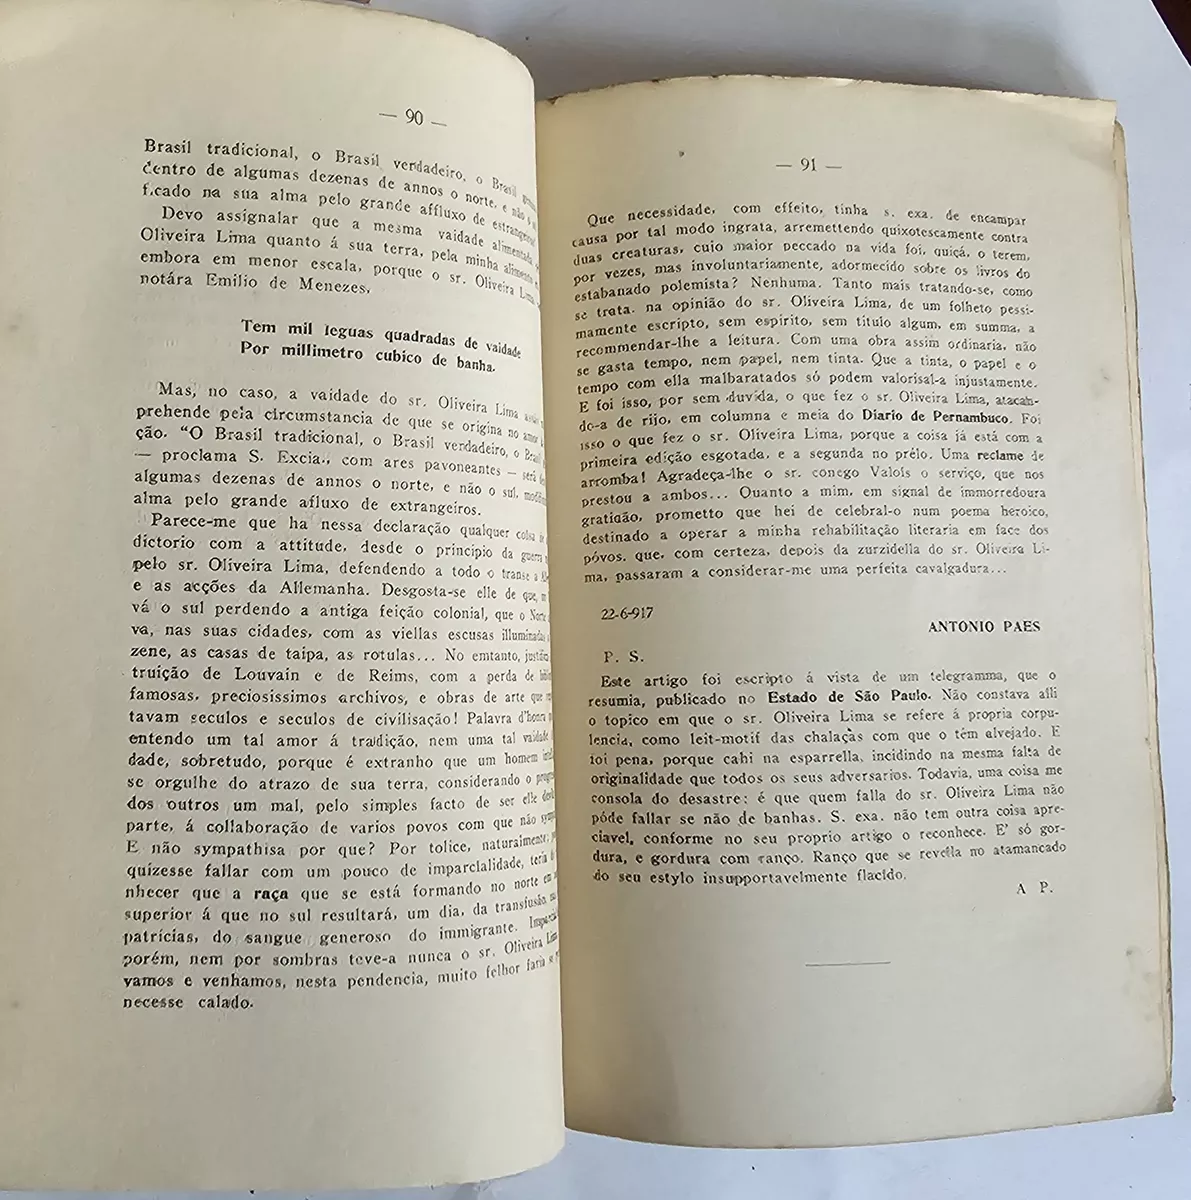 — 90 —
Brasil tradicional, o Brasil verdadeiro, o Brasil
dentro de algumas dezenas de annos o norte, e não o
ficado na sua alma pelo grande affluxo de extrangeiros.
Devo assignalar que a mesma vaidade alimentada
Oliveira Lima quanto á sua terra, pela minha alimento
embora em menor escala, porque o sr. Oliveira Lima
notára Emilio de Menezes,
Tem mil leguas quadradas de vaidade
Por millimetro cubico de banha.
Mas, no caso, a vaidade do sr. Oliveira Lima
prehende pela circumstancia de que se origina no amor
ção. "O Brasil tradicional, o Brasil verdadeiro, o Brasil
— proclama S. Excia., com ares pavoneantes — será
algumas dezenas de annos o norte, e não o sul,
alma pelo grande affluxo de extrangeiros.
Parece-me que ha nessa declaração qualquer coisa
dictorio com a attitude, desde o principio da guerra
pelo sr. Oliveira Lima, defendendo a todo o transe a
e as acções da Allemanha. Desgosta-se elle de que,
vá o sul perdendo a antiga feição colonial, que o Norte
va, nas suas cidades, com as viellas escusas illuminadas
zene, as casas de taipa, as rotulas... No emtanto,
truição de Louvain e de Reims, com a perda de
famosas, preciosissimos archivos, e obras de arte que
tavam seculos e seculos de civilisação! Palavra d'honra
entendo um tal amor á tradição, nem uma tal vaidade
dade, sobretudo, porque é extranho que um homem
se orgulhe do atrazo de sua terra, considerando o
dos outros um mal, pelo simples facto de ser elle
parte, á collaboração de varios povos com que não
E não sympathisa por que? Por tolice, naturalmente;
quizesse fallar com um pouco de imparcialidade, teria
nhecer que a raça que se está formando no norte em
superior á que no sul resultará, um dia, da transfusão,
patricias, do sangue generoso do immigrante.
porém, nem por sombras teve-a nunca o sr. Oliveira Lima
vamos e venhamos, nesta pendencia, muito felhor faria se
necesse calado.
— 91 —
Que necessidade, com effeito, tinha s. exa. de encampar
causa por tal modo ingrata, arremettendo quixotescamente contra
duas creaturas, cuio maior peccado na vida foi, quiçá, o terem,
por vezes, mas involuntariamente, adormecido sobre os livros do
estabanado polemista? Nenhuma. Tanto mais tratando-se, como
se trata, na opinião do sr. Oliveira Lima, de um folheto pessi-
mamente escripto, sem espirito, sem titulo algum, em summa, a
recommendar-lhe a leitura. Com uma obra assim ordinaria, não
se gasta tempo, nem papel, nem tinta. Que a tinta, o papel e o
tempo com ella malbaratados só podem valorisal-a injustamente.
E foi isso, por sem duvida, o que fez o sr. Oliveira Lima, atacan-
do-a de rijo, em columna e meia do Diario de Pernambuco. Foi
isso o que fez o sr. Oliveira Lima, porque a coisa já está com a
primeira edição esgotada, e a segunda no prélo. Uma reclame de
arromba! Agradeça-lhe o sr. conego Valois o serviço, que nos
prestou a ambos... Quanto a mim, em signal de immorredoura
gratidão, prometto que hei de celebral-o num poema heroico,
destinado a operar a minha rehabilitação literaria em face dos
póvos, que, com certeza, depois da zurzidella do sr. Oliveira Li-
ma, passaram a considerar-me uma perfeita cavalgadura...
22-6-917
ANTONIO PAES
P. S.
Este artigo foi escripto á vista de um telegramma, que o
resumia, publicado no Estado de São Paulo. Não constava alli
o topico em que o sr. Oliveira Lima se refere á propria corpu-
lencia, como leit-motif das chalaças com que o têm alvejado. E
foi pena, porque cahi na esparrella, incidindo na mesma falta de
originalidade que todos os seus adversarios. Todavia, uma coisa me
consola do desastre: é que quem falla do sr. Oliveira Lima não
póde fallar se não de banhas. S. exa. não tem outra coisa apre-
ciavel, conforme no seu proprio artigo o reconhece. E' só gor-
dura, e gordura com ranço. Ranço que se revella no atamancado
do seu estylo insupportavelmente flacido.
A P.